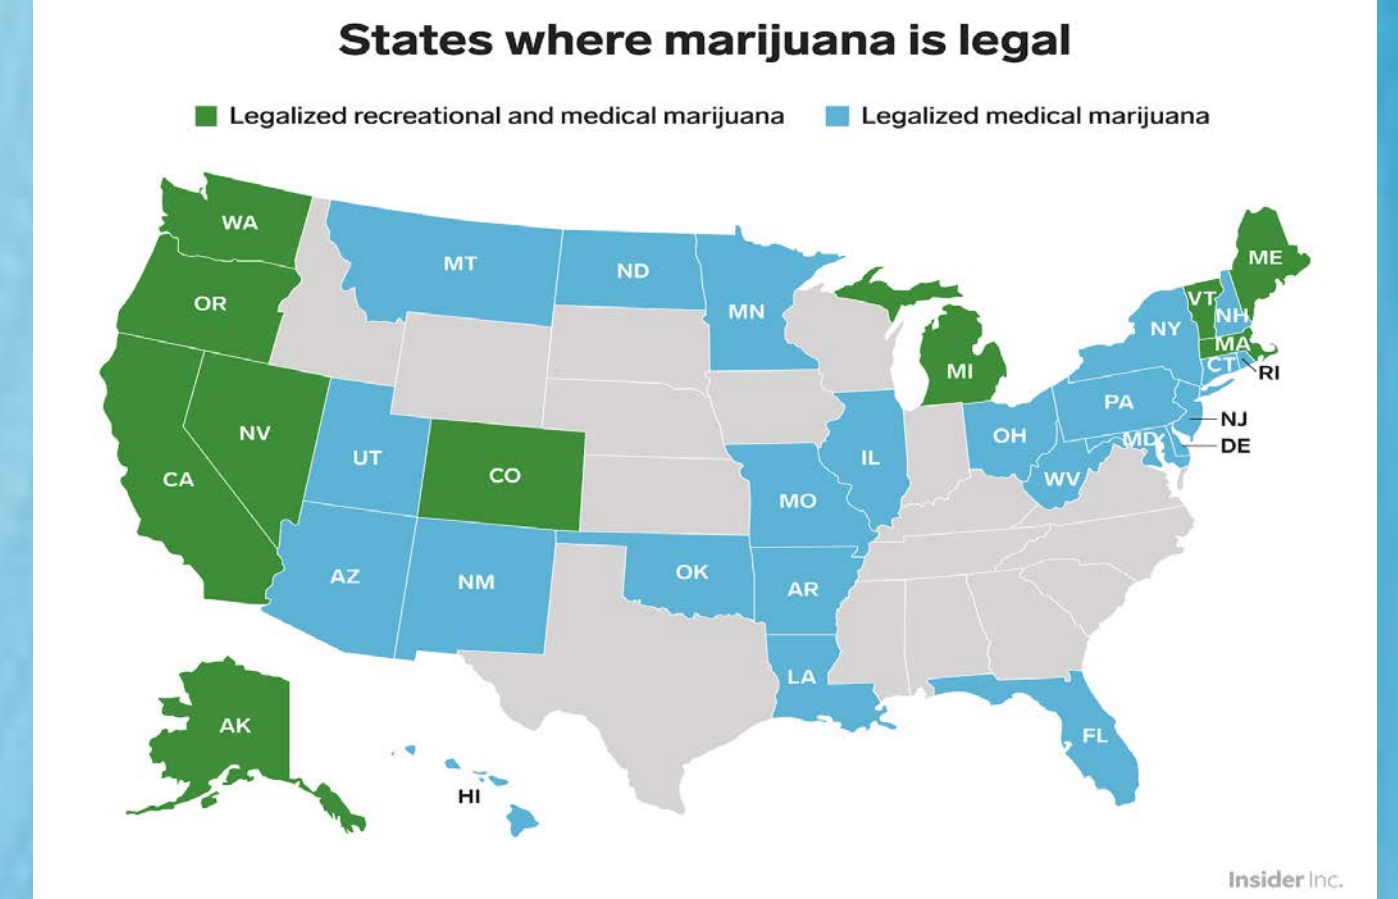 States where marijuana is legal
Legalized recreational and medical marijuana
Legalized medical marijuana
WA
MT
ND
MN
OR
ME
VT
NH
NY
MA
CT
RI
MI
PA
NJ
NV
OH
MD
DE
UT
IL
CO
CA
WV
MO
AZ
NM
OK
AR
LA
AK
FL
HI
Insider Inc.